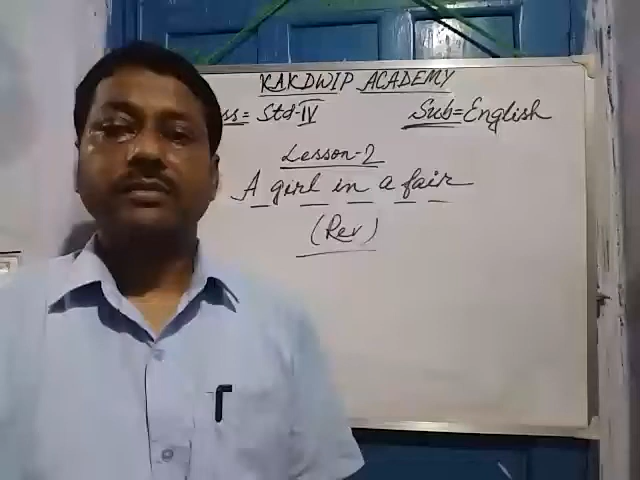 KAKDWIP ACADEMY
ss= Std-IV Sub=English
Lesson-2
A girl in a fair
(Rev)